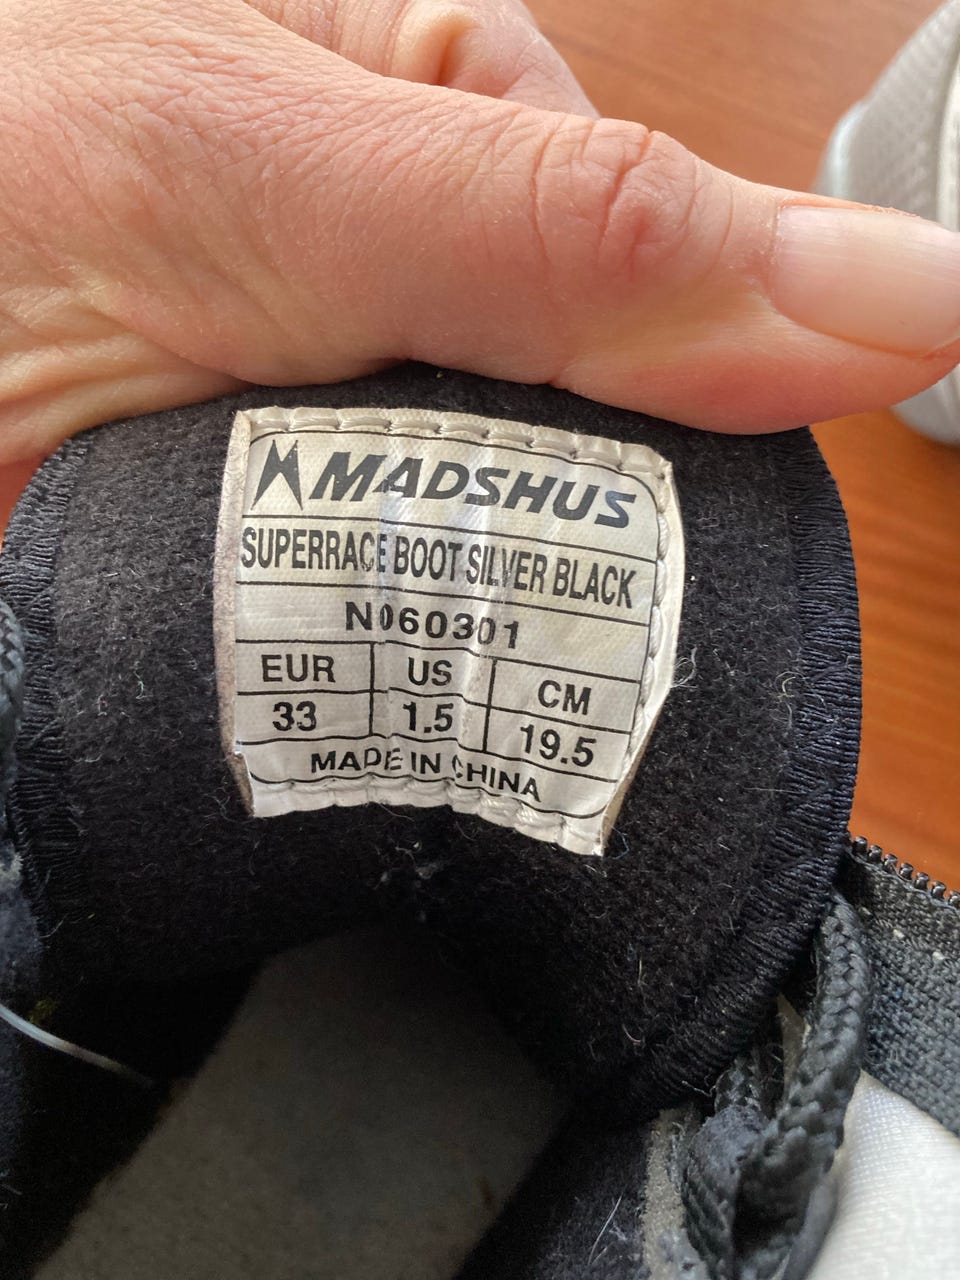 MADSHUS
SUPERRACE BOOT SILVER BLACK
N060301
EUR US CM
33 1.5 19.5
MADE IN CHINA